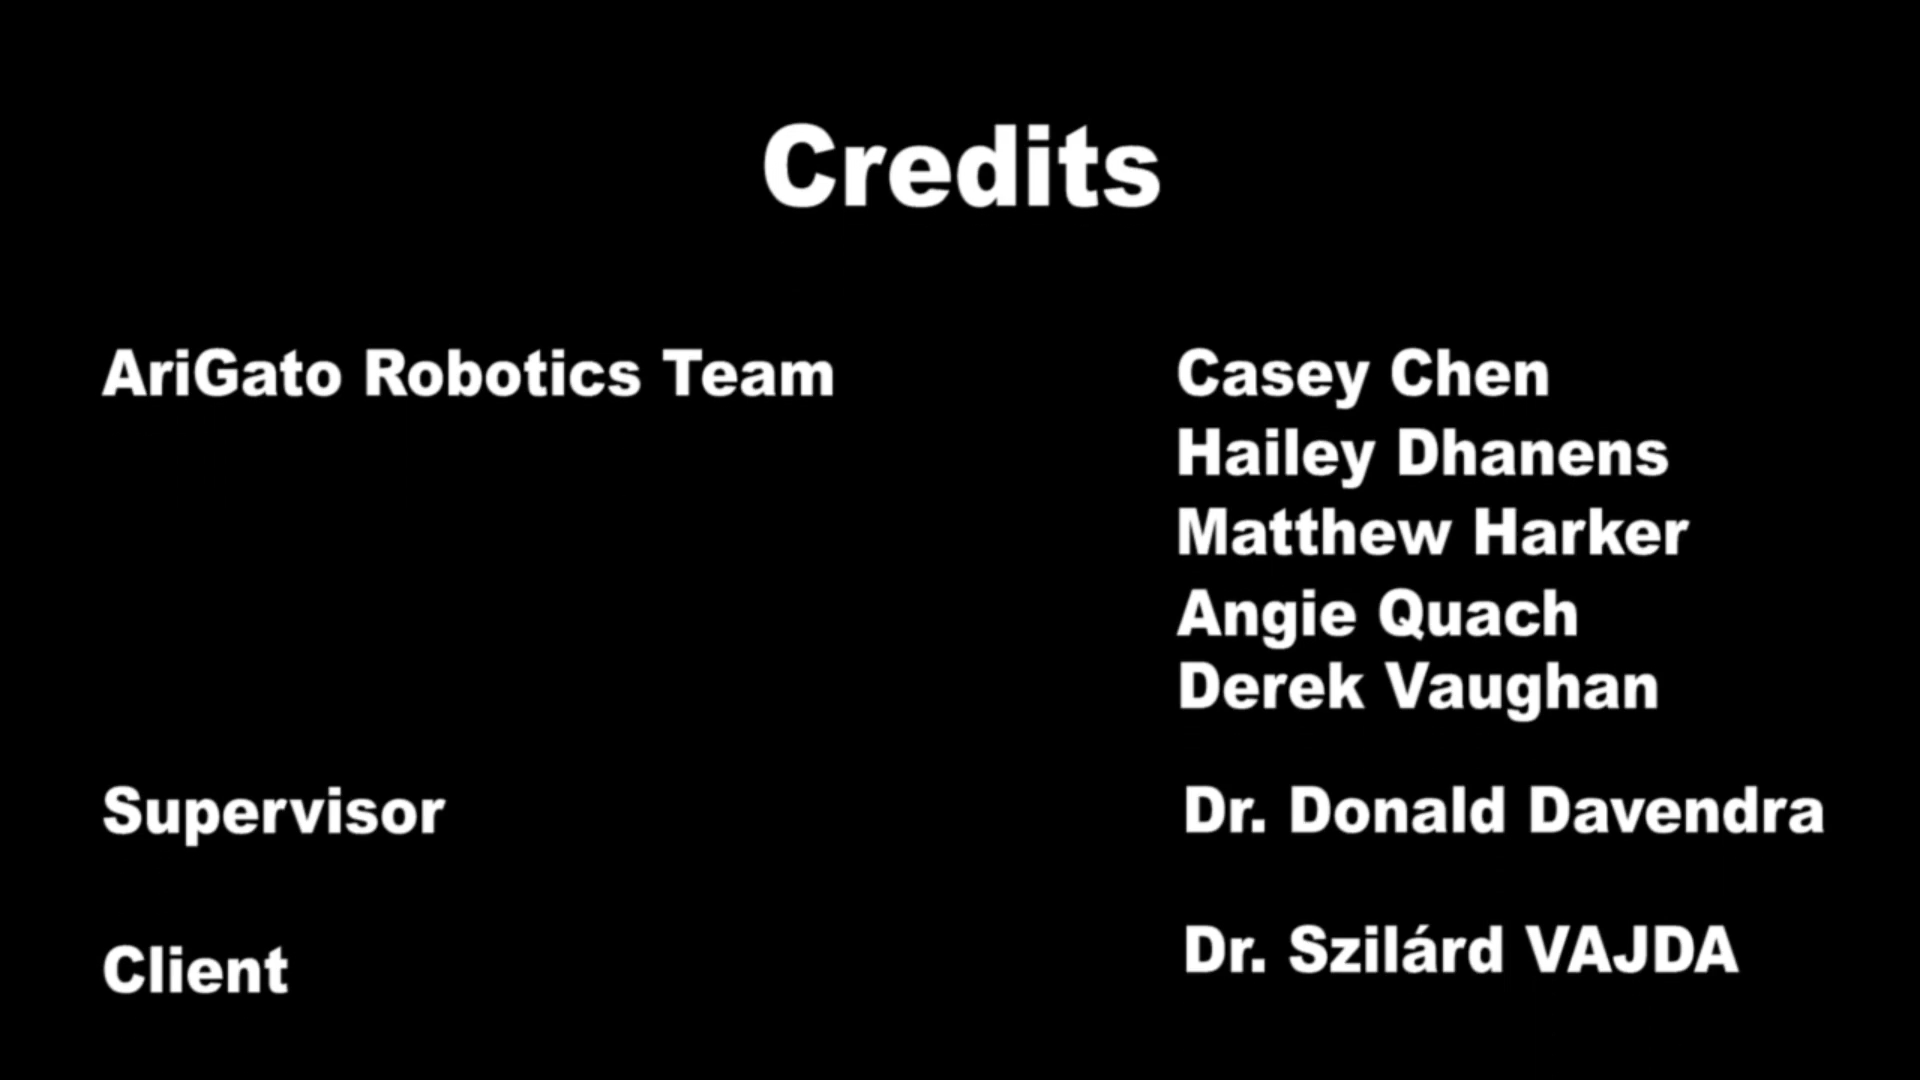 Credits
AriGato Robotics Team
Casey Chen
Hailey Dhanens
Matthew Harker
Angie Quach
Derek Vaughan
Supervisor
Dr. Donald Davendra
Client
Dr. Szilárd VAJDA